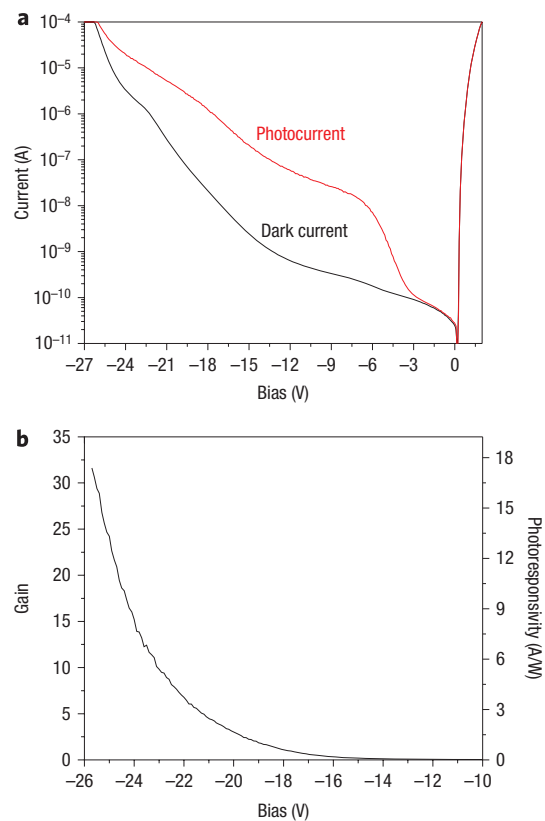 a
10⁻⁴
10⁻⁵
10⁻⁶
10⁻⁷
10⁻⁸
10⁻⁹
10⁻¹⁰
10⁻¹¹
Current (A)
Photocurrent
Dark current
−27 −24 −21 −18 −15 −12 −9 −6 −3 0
Bias (V)
b
35
30
25
20
15
10
5
0
Gain
18
15
12
9
6
3
0
Photoresponsivity (A/W)
−26 −24 −22 −20 −18 −16 −14 −12 −10
Bias (V)